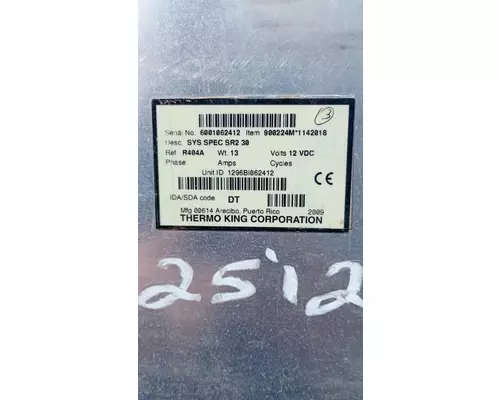 3
Serial No. 6001062412 Item 900224M*1142018
Desc. SYS SPEC SR2 30
Ref R404A Wt. 13 Volts 12 VDC
Phase Amps Cycles
Unit ID 1296BI062412
CE
IDA/SDA code DT
Mfg 00614 Arecibo, Puerto Rico 2009
THERMO KING CORPORATION
25'12